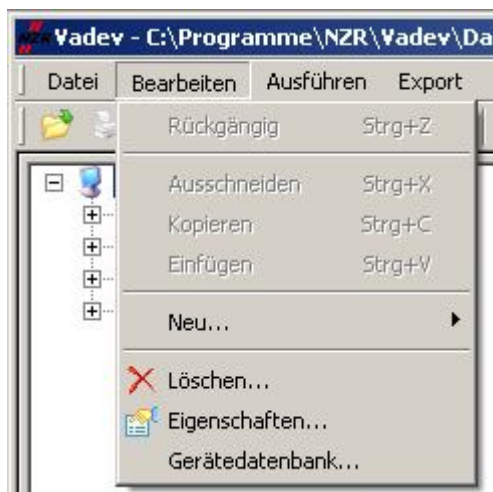 NZR Vadev - C:\Programme\NZR\Vadev\Da
Datei Bearbeiten Ausführen Export
Rückgängig Strg+Z
Ausschneiden Strg+X
Kopieren Strg+C
Einfügen Strg+V
Neu...
Löschen...
Eigenschaften...
Gerätedatenbank...